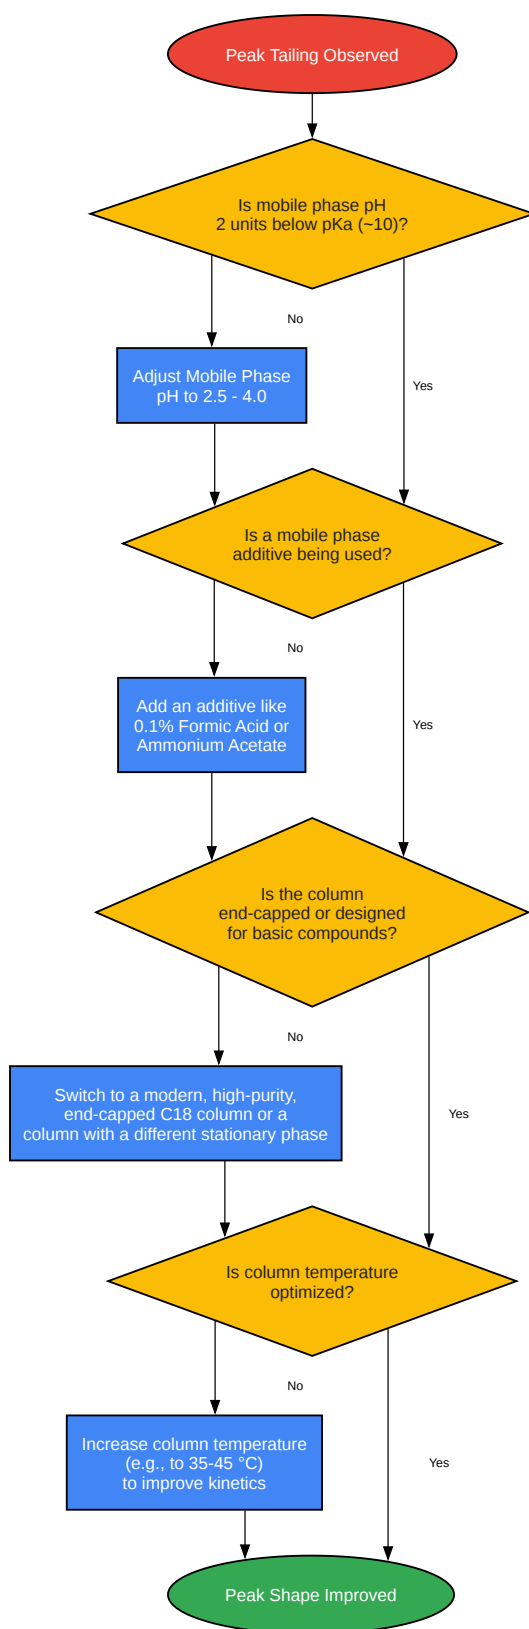 Peak Tailing Observed
Is mobile phase pH
2 units below pKa (~10)?
No
Yes
Adjust Mobile Phase
pH to 2.5 - 4.0
Is a mobile phase
additive being used?
No
Yes
Add an additive like
0.1% Formic Acid or
Ammonium Acetate
Is the column
end-capped or designed
for basic compounds?
No
Yes
Switch to a modern, high-purity,
end-capped C18 column or a
column with a different stationary phase
Is column temperature
optimized?
No
Yes
Increase column temperature
(e.g., to 35-45 °C)
to improve kinetics
Peak Shape Improved